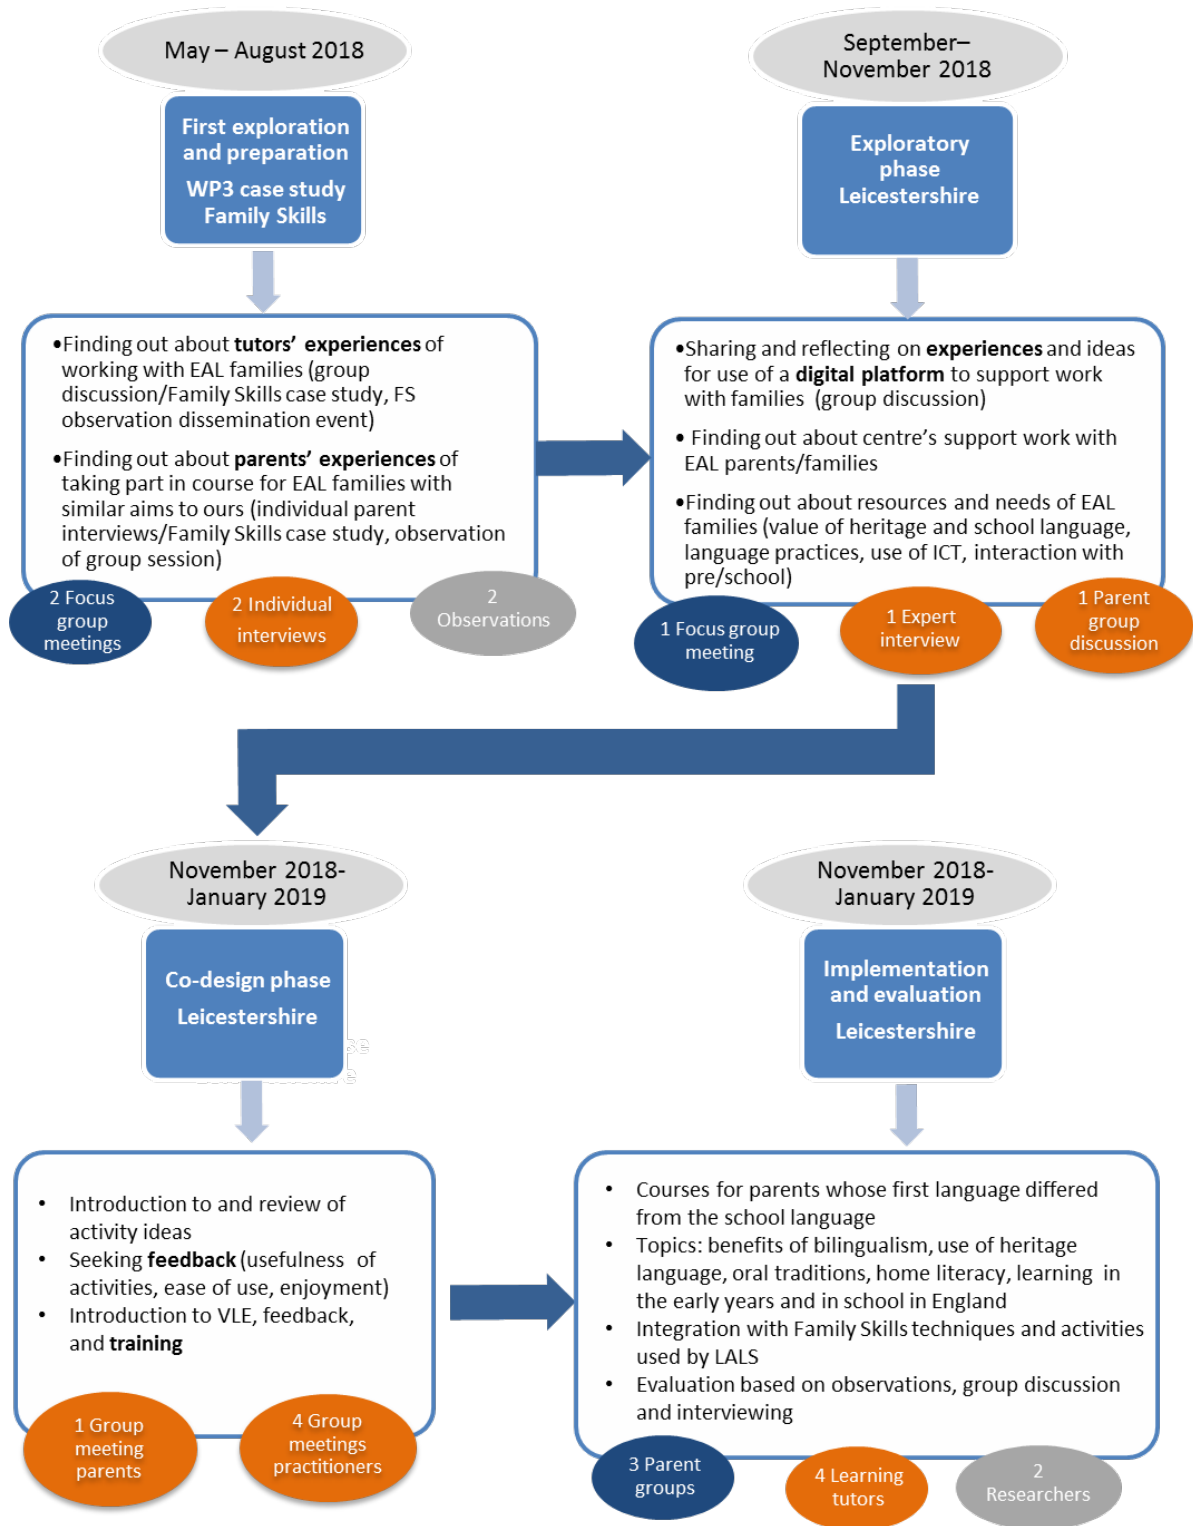 May – August 2018
First exploration
and preparation
WP3 case study
Family Skills
•Finding out about tutors’ experiences of
working with EAL families (group
discussion/Family Skills case study, FS
observation dissemination event)
•Finding out about parents’ experiences of
taking part in course for EAL families with
similar aims to ours (individual parent
interviews/Family Skills case study, observation
of group session)
2 Focus
group
meetings
2 Individual
interviews
2
Observations
September–
November 2018
Exploratory
phase
Leicestershire
•Sharing and reflecting on experiences and ideas
for use of a digital platform to support work
with families (group discussion)
• Finding out about centre’s support work with
EAL parents/families
•Finding out about resources and needs of EAL
families (value of heritage and school language,
language practices, use of ICT, interaction with
pre/school)
1 Focus group
meeting
1 Expert
interview
1 Parent
group
discussion
November 2018-
January 2019
Co-design phase
Leicestershire
• Introduction to and review of
activity ideas
• Seeking feedback (usefulness of
activities, ease of use, enjoyment)
• Introduction to VLE, feedback,
and training
1 Group
meeting
parents
4 Group
meetings
practitioners
November 2018-
January 2019
Implementation
and evaluation
Leicestershire
• Courses for parents whose first language differed
from the school language
• Topics: benefits of bilingualism, use of heritage
language, oral traditions, home literacy, learning in
the early years and in school in England
• Integration with Family Skills techniques and activities
used by LALS
• Evaluation based on observations, group discussion
and interviewing
3 Parent
groups
4 Learning
tutors
2
Researchers